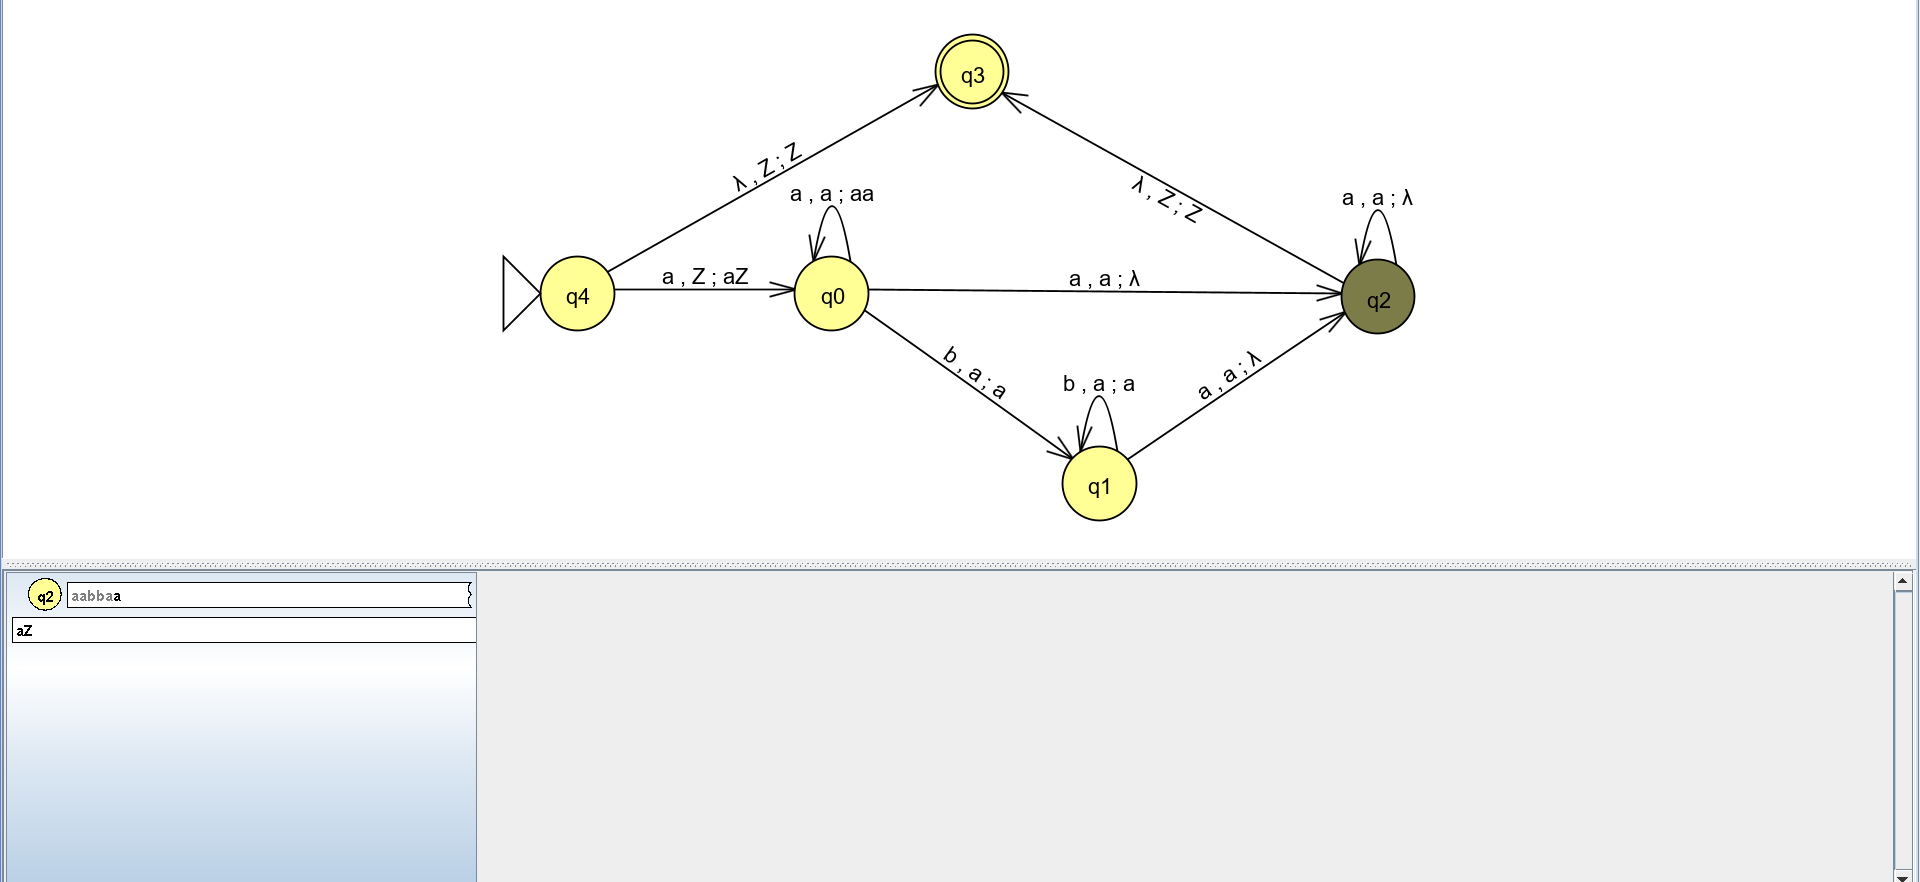 q3
λ , Z ; Z
λ , Z ; Z
a , a ; aa
a , a ; λ
a , Z ; aZ
a , a ; λ
q4
q0
q2
b , a ; a
a , a ; λ
b , a ; a
q1
q2 aabbaa
aZ